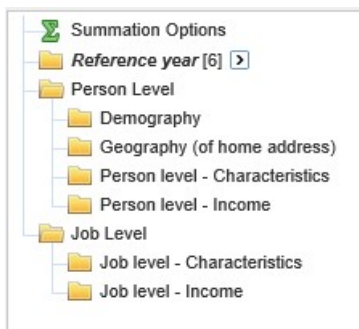 Summation Options
Reference year [6]
Person Level
Demography
Geography (of home address)
Person level - Characteristics
Person level - Income
Job Level
Job level - Characteristics
Job level - Income